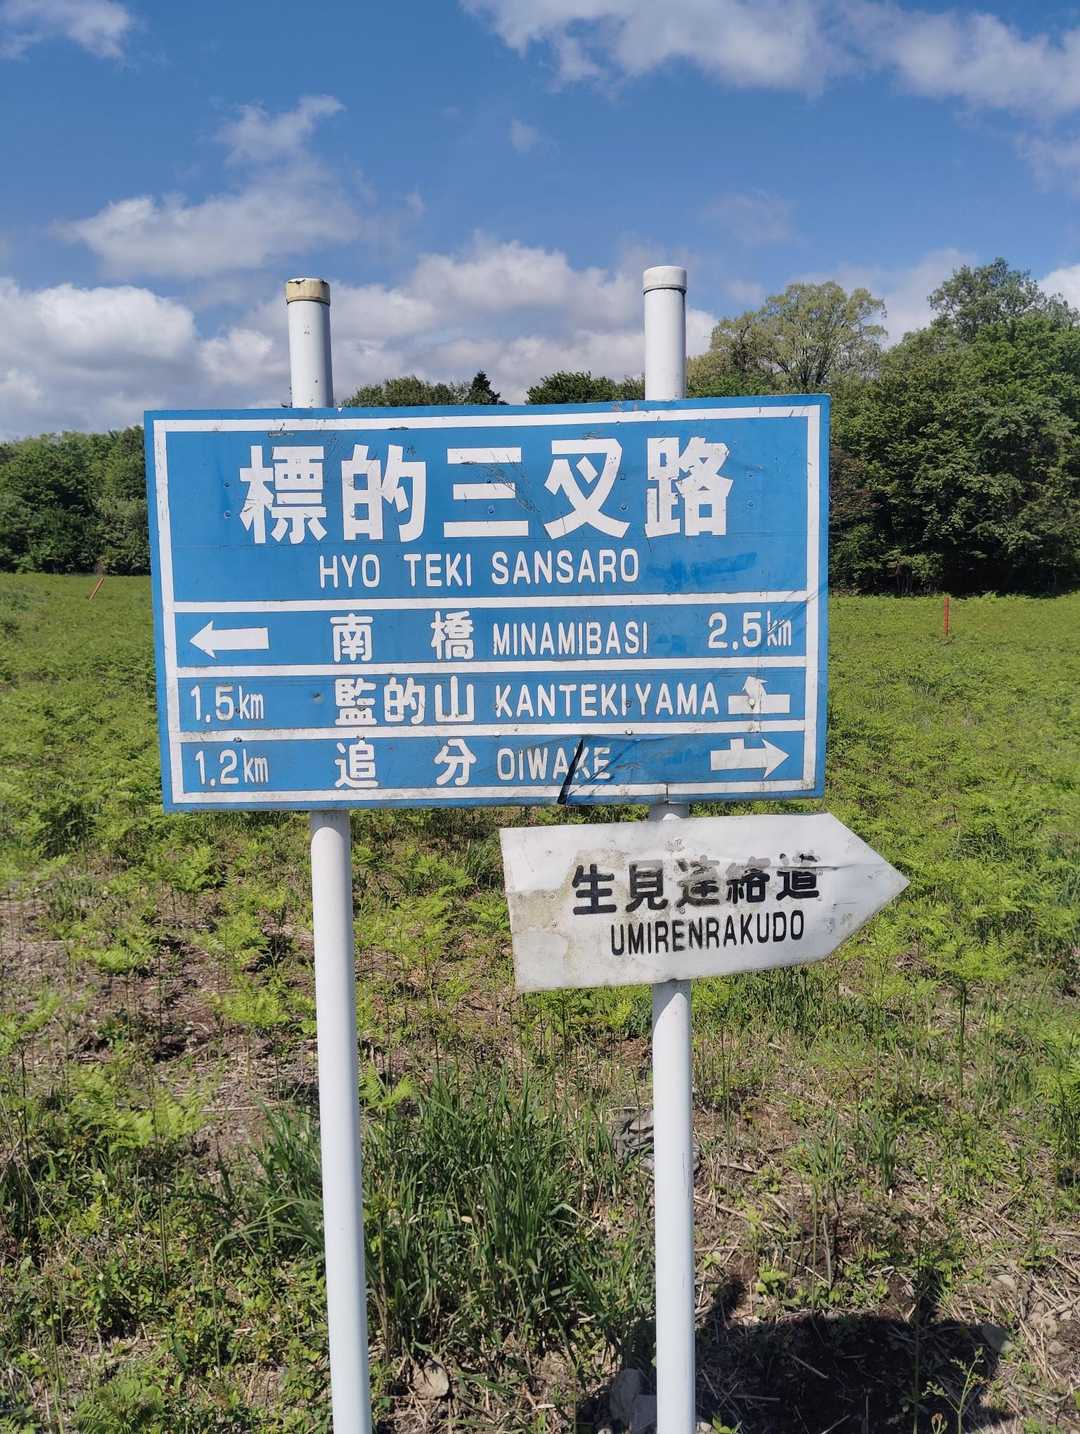 標的三叉路
HYO TEKI SANSARO
← 南橋 MINAMIBASI 2.5km
1.5km 監的山 KANTEKIYAMA
1.2km 追分 OIWAKE →
生見連絡道
UMIRENRAKUDO